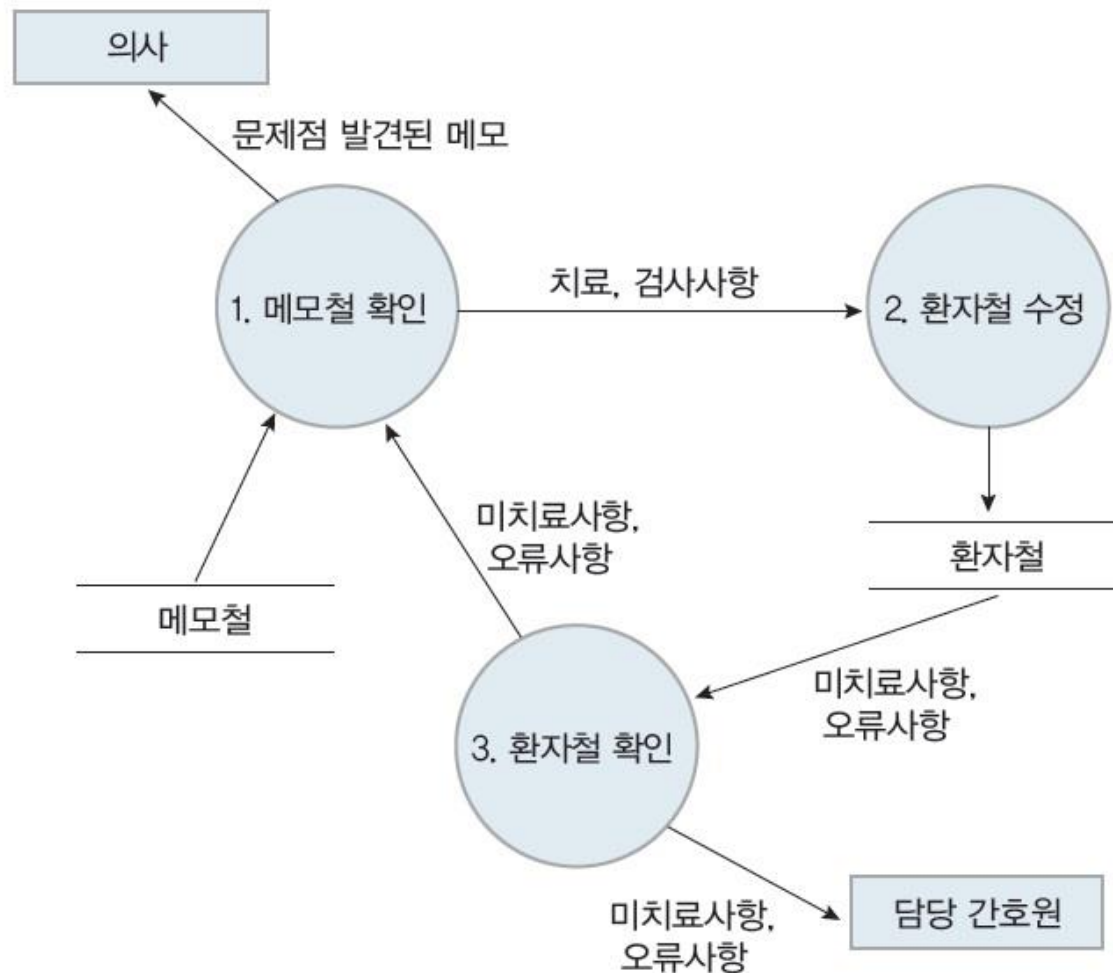 의사
문제점 발견된 메모
1. 메모철 확인
치료, 검사사항
2. 환자철 수정
미치료사항,
오류사항
환자철
메모철
미치료사항,
오류사항
3. 환자철 확인
미치료사항,
오류사항
담당 간호원